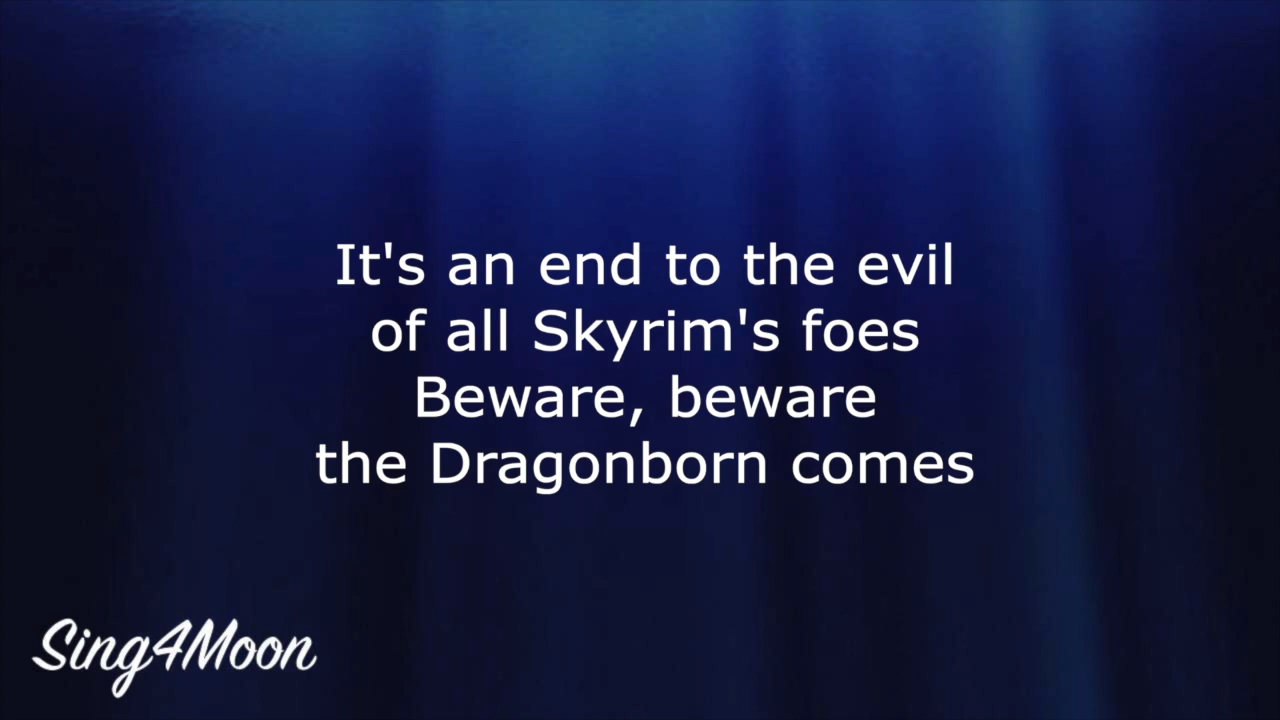 It's an end to the evil
of all Skyrim's foes
Beware, beware
the Dragonborn comes
Sing4Moon